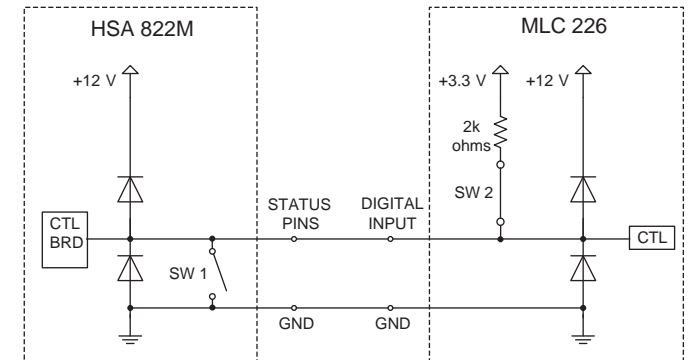 HSA 822M
MLC 226
+12 V
+3.3 V
+12 V
2k
ohms
SW 2
STATUS
PINS
DIGITAL
INPUT
CTL
BRD
CTL
SW 1
GND
GND